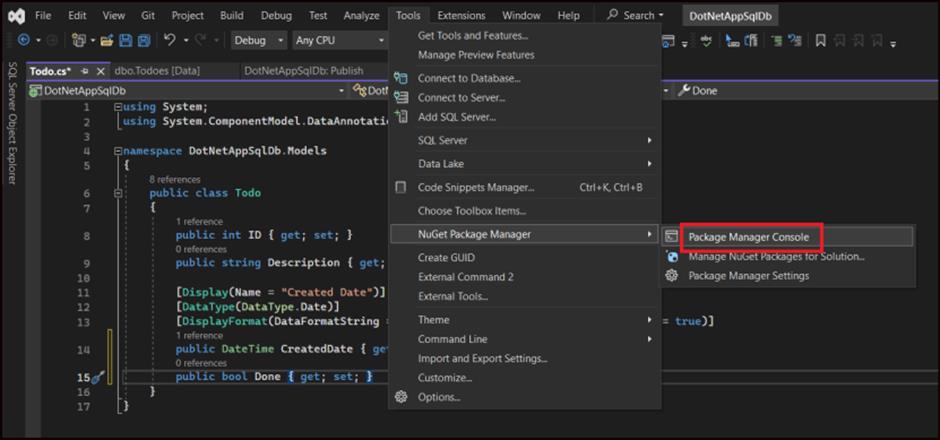 File Edit View Git Project Build Debug Test Analyze Tools Extensions Window Help Search DotNetAppSqlDb
Debug Any CPU
Todo.cs* dbo.Todoes [Data] DotNetAppSqlDb: Publish
DotNetAppSqlDb DotNo Done
SQL Server Object Explorer
1 using System;
2 using System.ComponentModel.DataAnnotatio
3
4 namespace DotNetAppSqlDb.Models
5 {
8 references
6 public class Todo
7 {
1 reference
8 public int ID { get; set; }
0 references
9 public string Description { get;
10
11 [Display(Name = "Created Date")]
12 [DataType(DataType.Date)]
13 [DisplayFormat(DataFormatString = = true)]
1 reference
14 public DateTime CreatedDate { get
0 references
15 public bool Done { get; set; }
16 }
17 }
Get Tools and Features...
Manage Preview Features
Connect to Database...
Connect to Server...
Add SQL Server...
SQL Server
Data Lake
Code Snippets Manager... Ctrl+K, Ctrl+B
Choose Toolbox Items...
NuGet Package Manager
Create GUID
External Command 2
External Tools...
Theme
Command Line
Import and Export Settings...
Customize...
Options...
Package Manager Console
Manage NuGet Packages for Solution...
Package Manager Settings